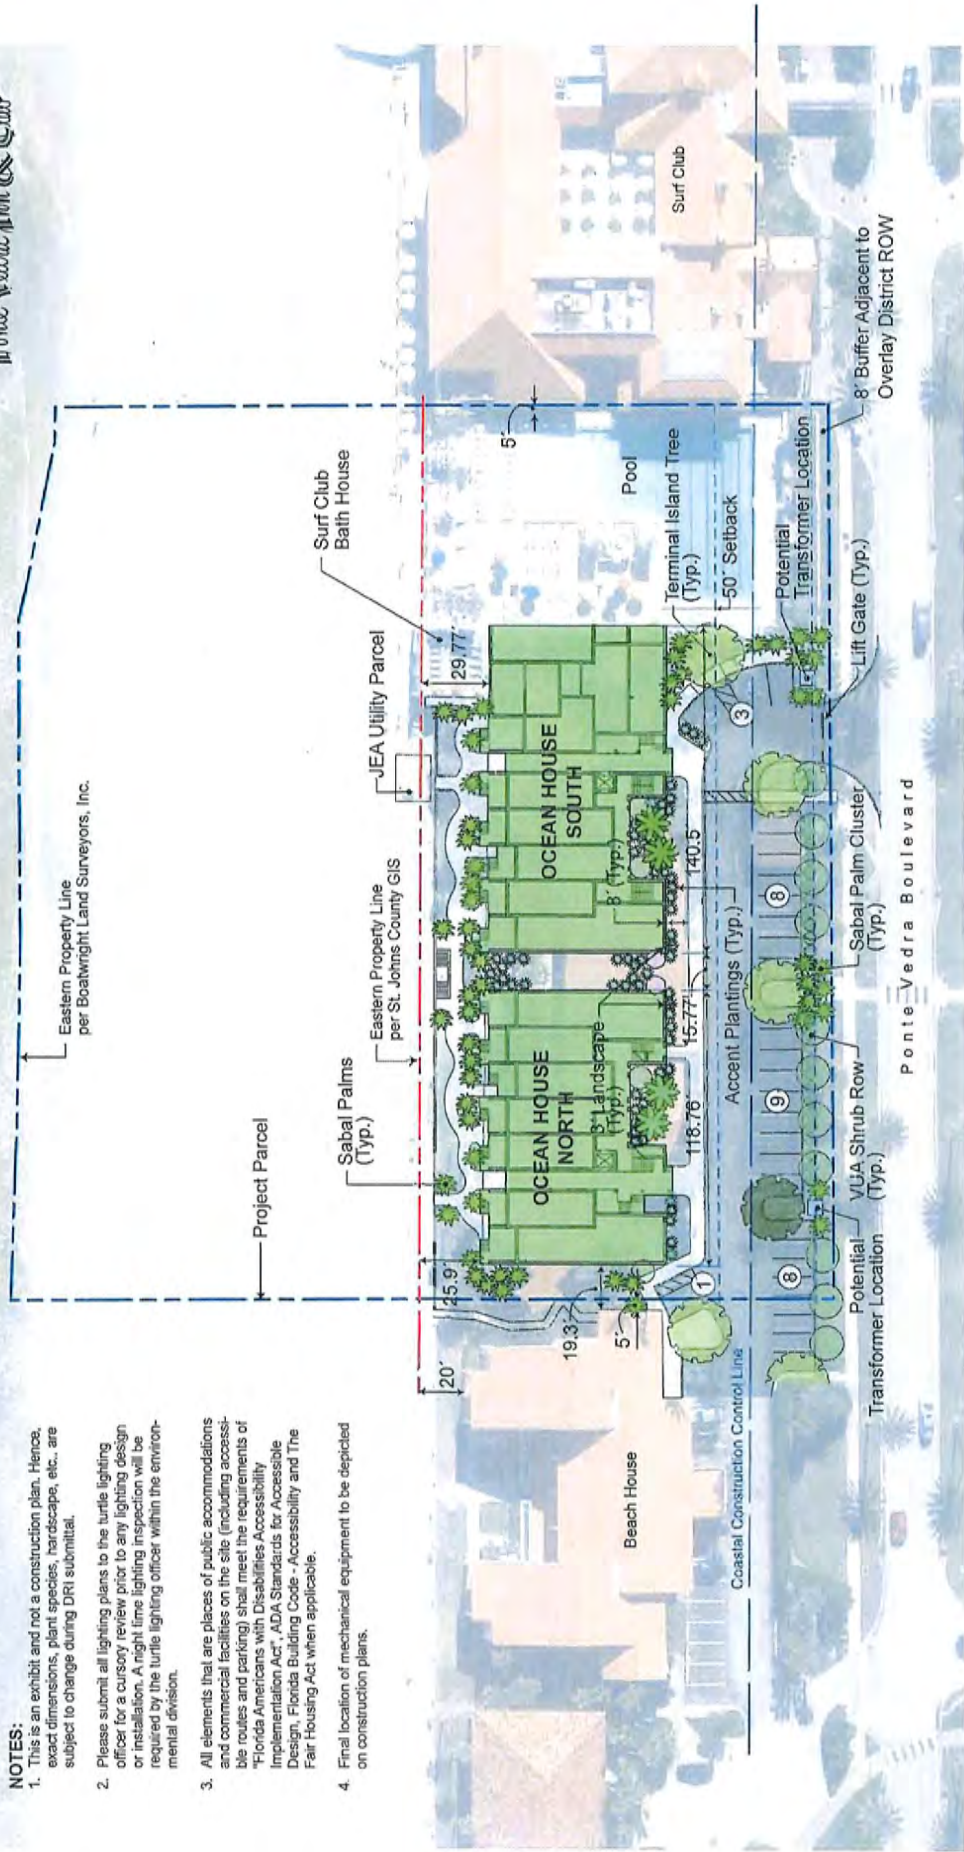 Ponte Vedra Inn & Club
NOTES:
1. This is an exhibit and not a construction plan. Hence,
exact dimensions, plant species, hardscape, etc., are
subject to change during DRI submittal.
2. Please submit all lighting plans to the turtle lighting
officer for a cursory review prior to any lighting design
or installation. A night time lighting inspection will be
required by the turtle lighting officer within the environ-
mental division.
3. All elements that are places of public accommodations
and commercial facilities on the site (including accessi-
ble routes and parking) shall meet the requirements of
"Florida Americans with Disabilities Accessibility
Implementation Act", ADA Standards for Accessible
Design, Florida Building Code - Accessibility and The
Fair Housing Act when applicable.
4. Final location of mechanical equipment to be depicted
on construction plans.
Eastern Property Line
per Boatwright Land Surveyors, Inc.
Project Parcel
Surf Club
Bath House
JEA Utility Parcel
Eastern Property Line
per St. Johns County GIS
Sabal Palms
(Typ.)
20'
25.9'
29.77'
5'
Surf Club
Pool
OCEAN HOUSE
NORTH
OCEAN HOUSE
SOUTH
3' Landscape
(Typ.)
8' (Typ.)
19.3'
5'
118.76'
15.77'
140.5
Terminal Island Tree
(Typ.)
50' Setback
Beach House
1
3
Accent Plantings (Typ.)
Coastal Construction Control Line
8
9
8
Potential
Transformer Location
8' Buffer Adjacent to
Overlay District ROW
Potential
Transformer Location
VUA Shrub Row
(Typ.)
Sabal Palm Cluster
(Typ.)
Lift Gate (Typ.)
Ponte Vedra Boulevard